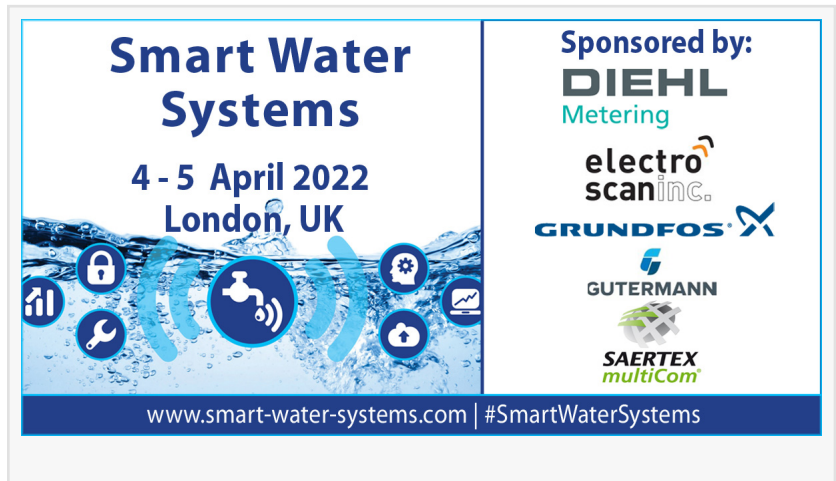 Smart Water
Systems
4 - 5 April 2022
London, UK
Sponsored by:
DIEHL
Metering
electro
scaninc.
GRUNDFOS
GUTERMANN
SAERTEX
multiCom®
www.smart-water-systems.com | #SmartWaterSystems